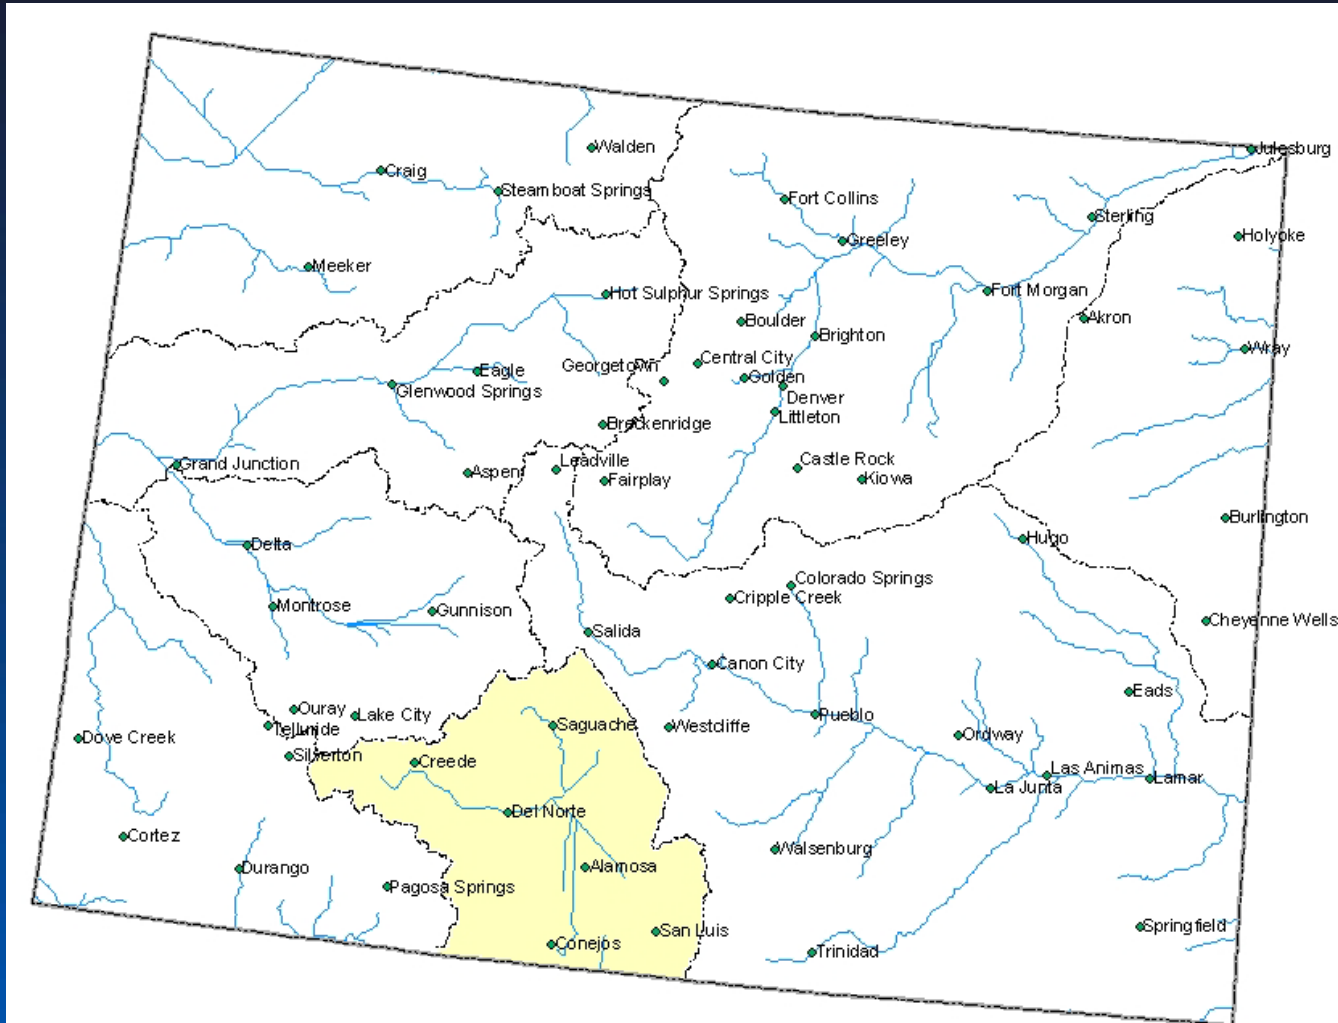 Julesburg
Walden
Craig
Steamboat Springs
Fort Collins
Sterling
Holyoke
Greeley
Meeker
Hot Sulphur Springs
Fort Morgan
Boulder
Akron
Brighton
Wray
Central City
Georgetown
Eagle
Golden
Glenwood Springs
Denver
Littleton
Breckenridge
Castle Rock
Leadville
Grand Junction
Aspen
Fairplay
Kiowa
Burlington
Hugo
Delta
Colorado Springs
Cripple Creek
Montrose
Gunnison
Cheyenne Wells
Salida
Canon City
Eads
Ouray
Lake City
Pueblo
Saguache
Westcliffe
Telluride
Dove Creek
Ordway
Silverton
Creede
Las Animas
Lamar
La Junta
Del Norte
Cortez
Walsenburg
Durango
Alamosa
Pagosa Springs
Springfield
San Luis
Conejos
Trinidad